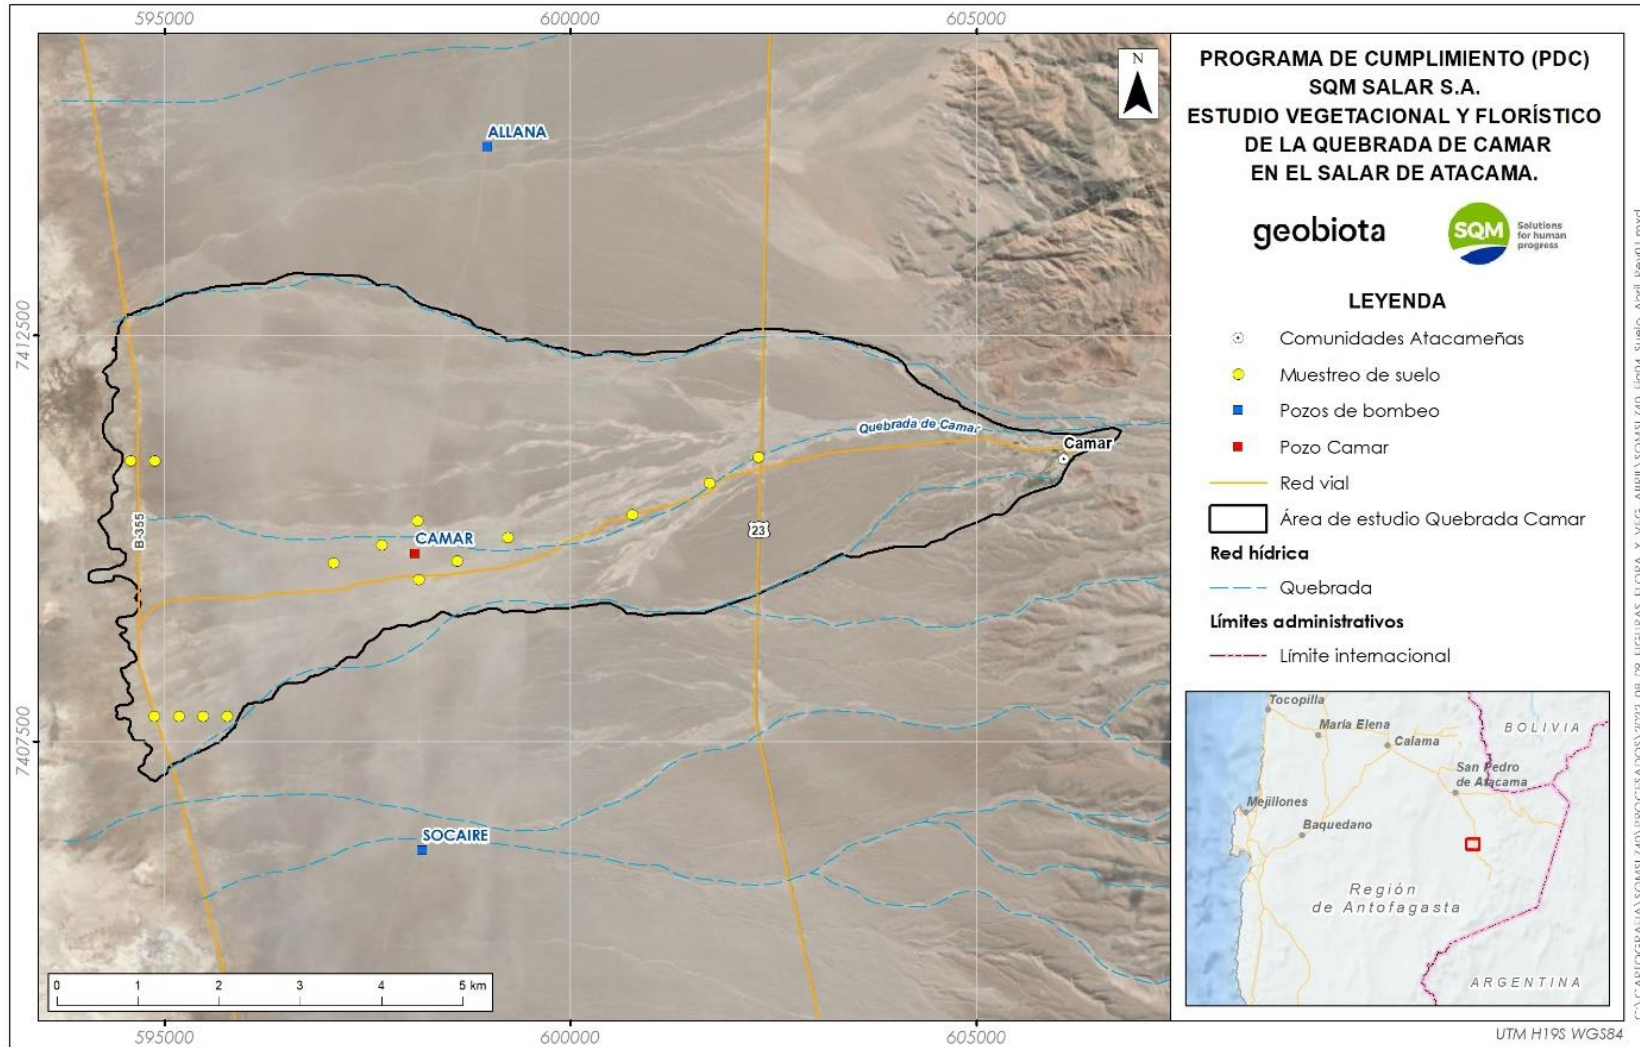 595000
600000
605000
7412500
7407500
ALLANA
Quebrada de Camar
Camar
B-355
CAMAR
23
SOCAIRE
0 1 2 3 4 5 km
595000
600000
605000
N
PROGRAMA DE CUMPLIMIENTO (PDC)
SQM SALAR S.A.
ESTUDIO VEGETACIONAL Y FLORÍSTICO
DE LA QUEBRADA DE CAMAR
EN EL SALAR DE ATACAMA.
geobiota
SQM
Solutions
for human
progress
LEYENDA
Comunidades Atacameñas
Muestreo de suelo
Pozos de bombeo
Pozo Camar
Red vial
Área de estudio Quebrada Camar
Red hídrica
Quebrada
Límites administrativos
Límite internacional
Tocopilla
María Elena
BOLIVIA
Calama
San Pedro
de Atacama
Mejillones
Baquedano
Región
de Antofagasta
ARGENTINA
UTM H19S WGS84